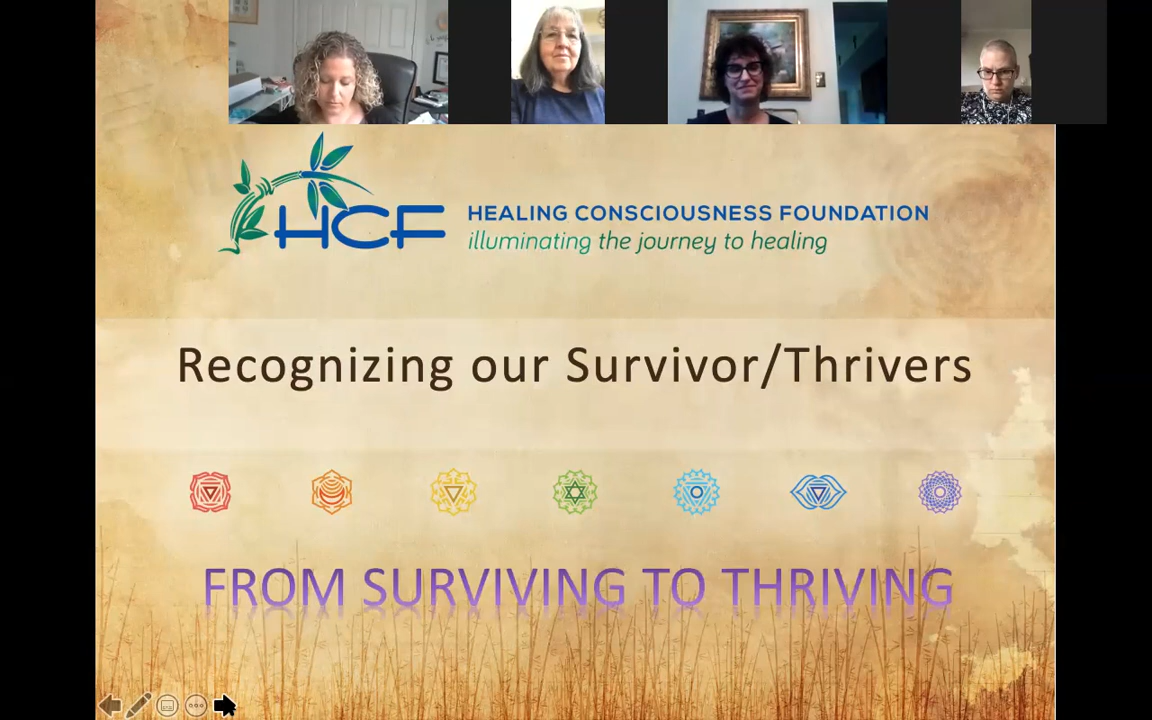 HCF
HEALING CONSCIOUSNESS FOUNDATION
illuminating the journey to healing
Recognizing our Survivor/Thrivers
FROM SURVIVING TO THRIVING